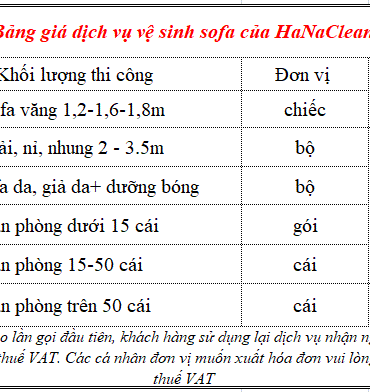 Bảng giá dịch vụ vệ sinh sofa của HaNaClean
Khối lượng thi công Đơn vị
văng 1,2-1,6-1,8m chiếc
nỉ, nhung 2 - 3.5m bộ
da, giả da+ dưỡng bóng bộ
phòng dưới 15 cái gói
phòng 15-50 cái cái
phòng trên 50 cái cái
lần gọi đầu tiên, khách hàng sử dụng lại dịch vụ nhận
thuế VAT. Các cá nhân đơn vị muốn xuất hóa đơn vui lòng
thuế VAT